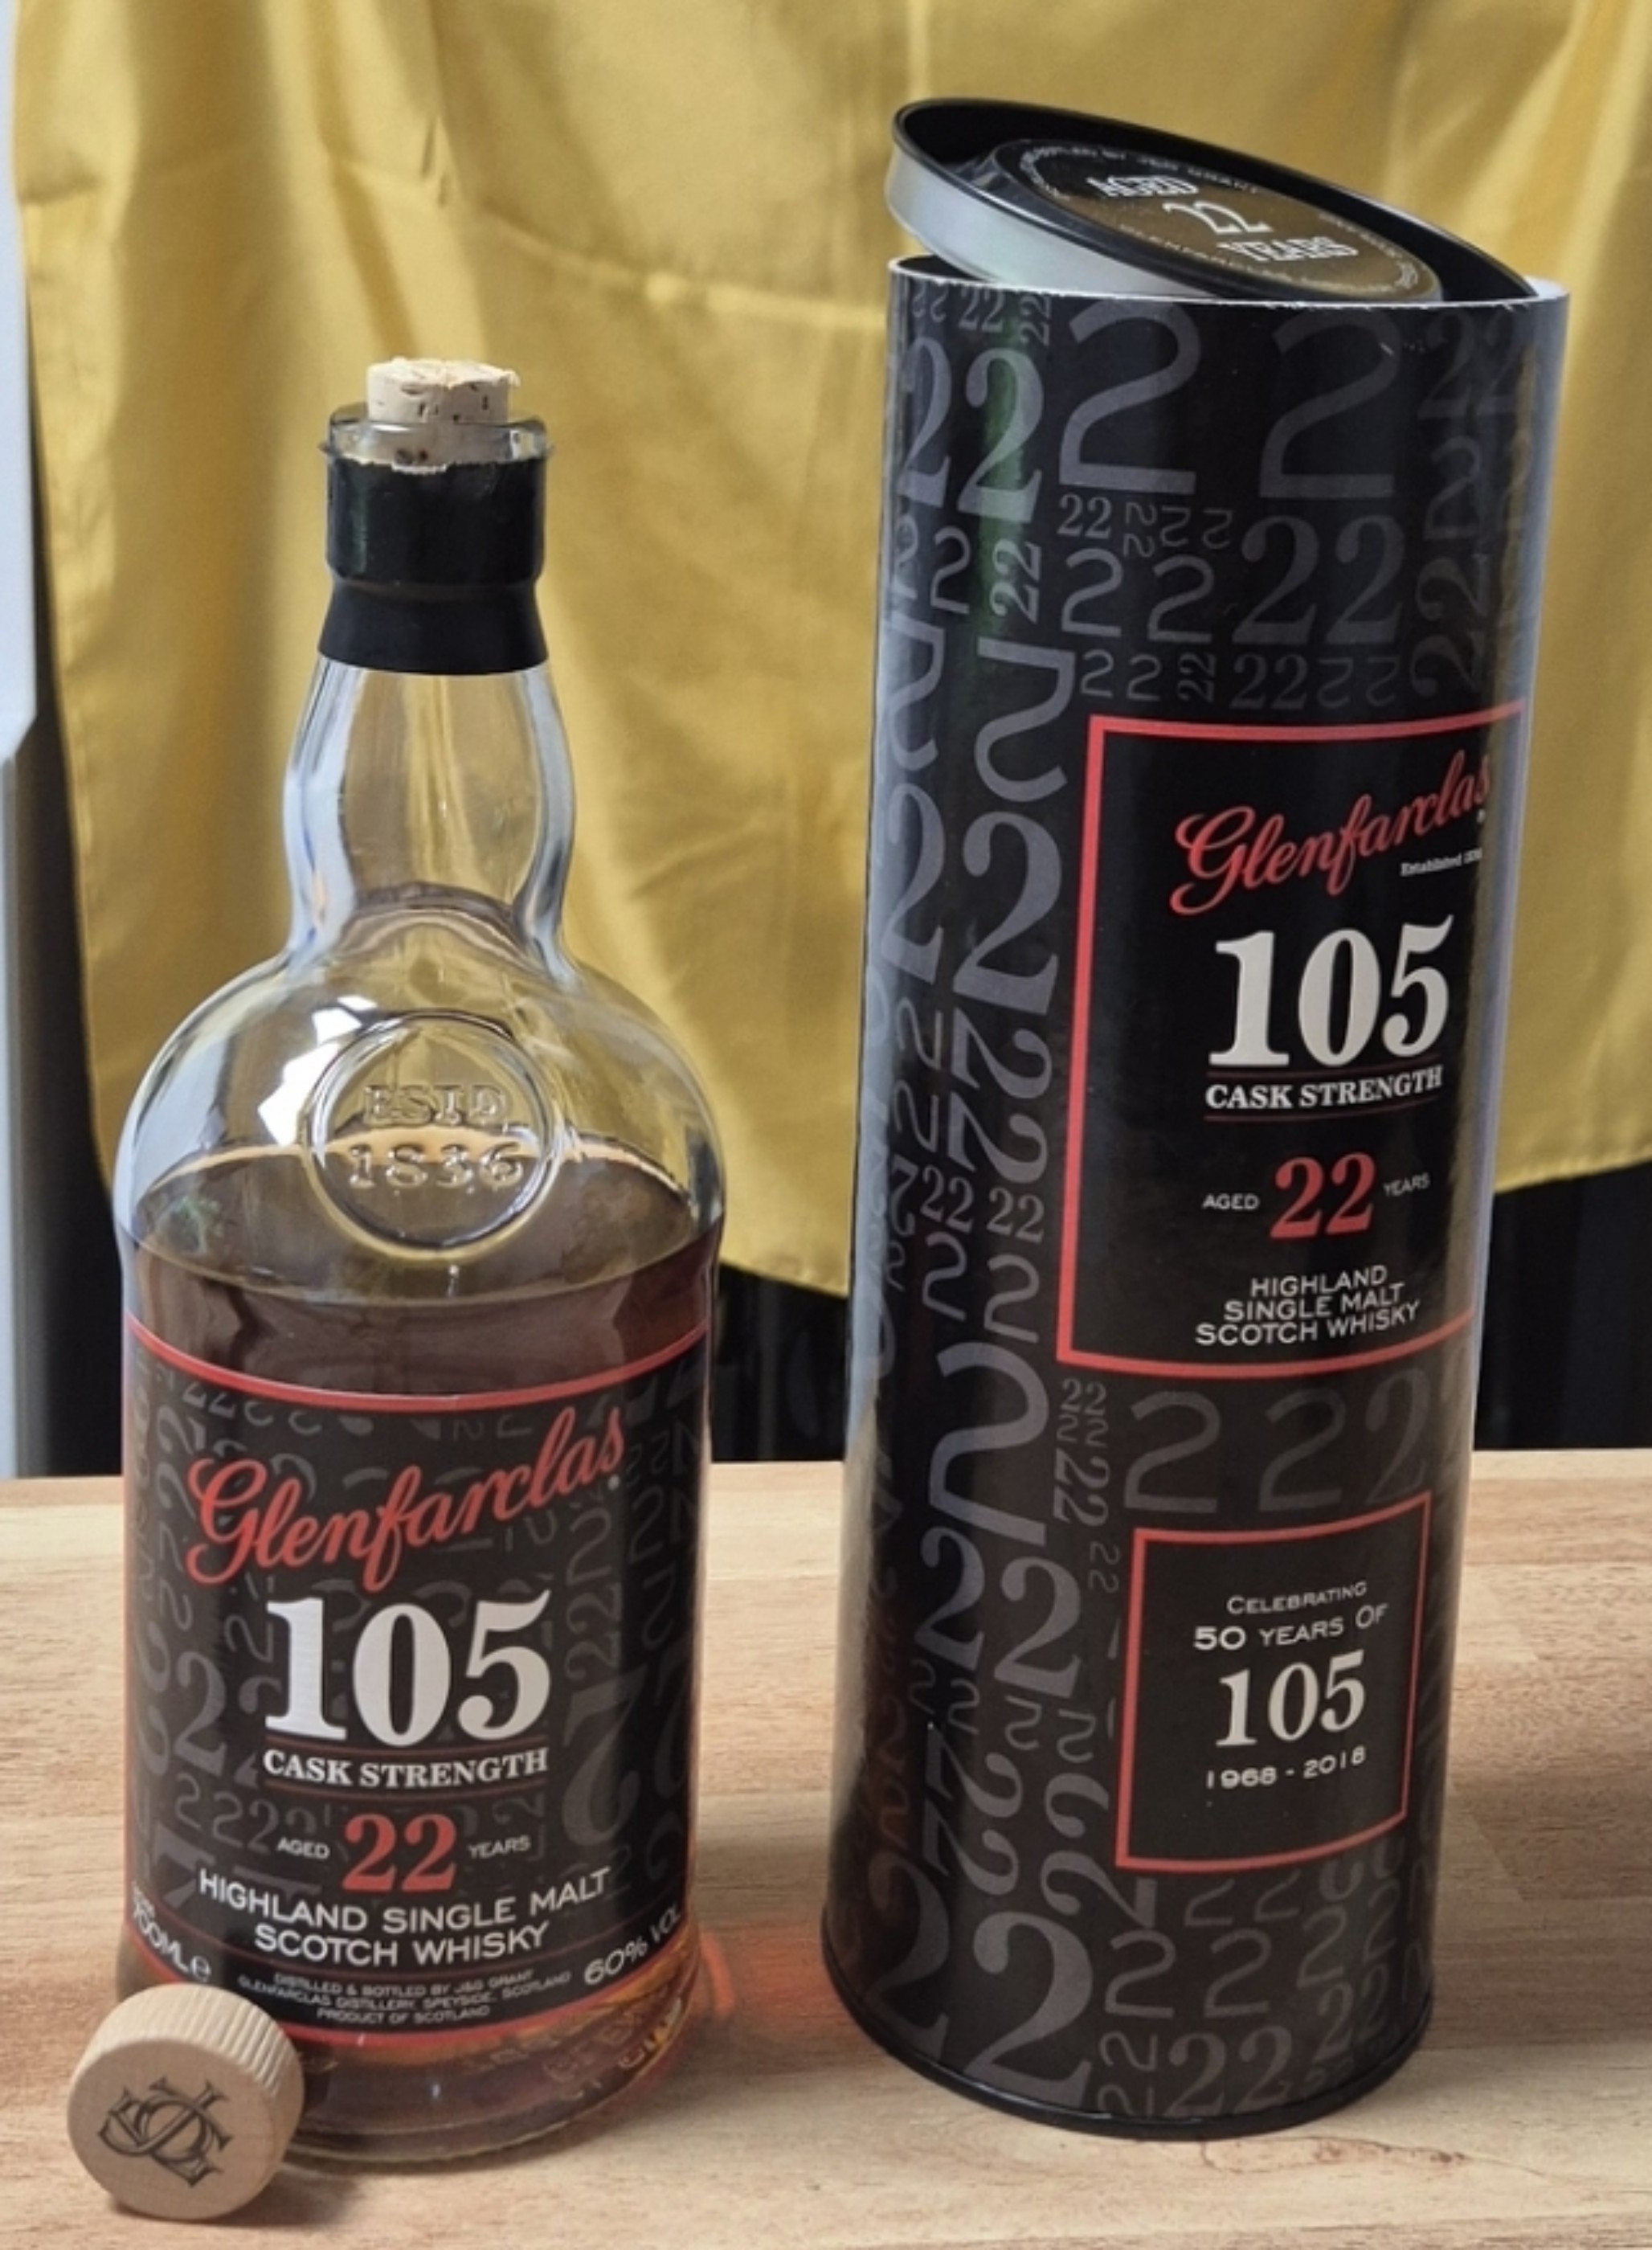 ESTD
1836
Glenfarclas
105
CASK STRENGTH
AGED 22 YEARS
HIGHLAND SINGLE MALT
SCOTCH WHISKY
700ML e
60% VOL
DISTILLED & BOTTLED BY J&G GRANT
GLENFARCLAS DISTILLERY, SPEYSIDE, SCOTLAND
PRODUCT OF SCOTLAND
AGED
22
YEARS
Glenfarclas
Established
105
CASK STRENGTH
AGED 22 YEARS
HIGHLAND
SINGLE MALT
SCOTCH WHISKY
CELEBRATING
50 YEARS OF
105
1968 - 2018